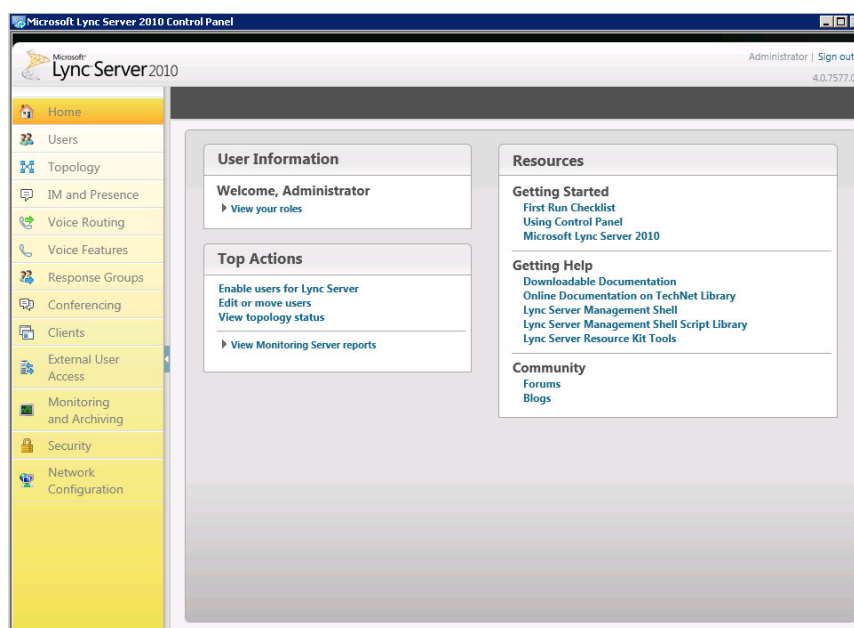 Microsoft Lync Server 2010 Control Panel
Microsoft
Lync Server 2010
Administrator | Sign out
4.0.7577.0
Home
Users
Topology
IM and Presence
Voice Routing
Voice Features
Response Groups
Conferencing
Clients
External User
Access
Monitoring
and Archiving
Security
Network
Configuration
User Information
Welcome, Administrator
View your roles
Top Actions
Enable users for Lync Server
Edit or move users
View topology status
View Monitoring Server reports
Resources
Getting Started
First Run Checklist
Using Control Panel
Microsoft Lync Server 2010
Getting Help
Downloadable Documentation
Online Documentation on TechNet Library
Lync Server Management Shell
Lync Server Management Shell Script Library
Lync Server Resource Kit Tools
Community
Forums
Blogs